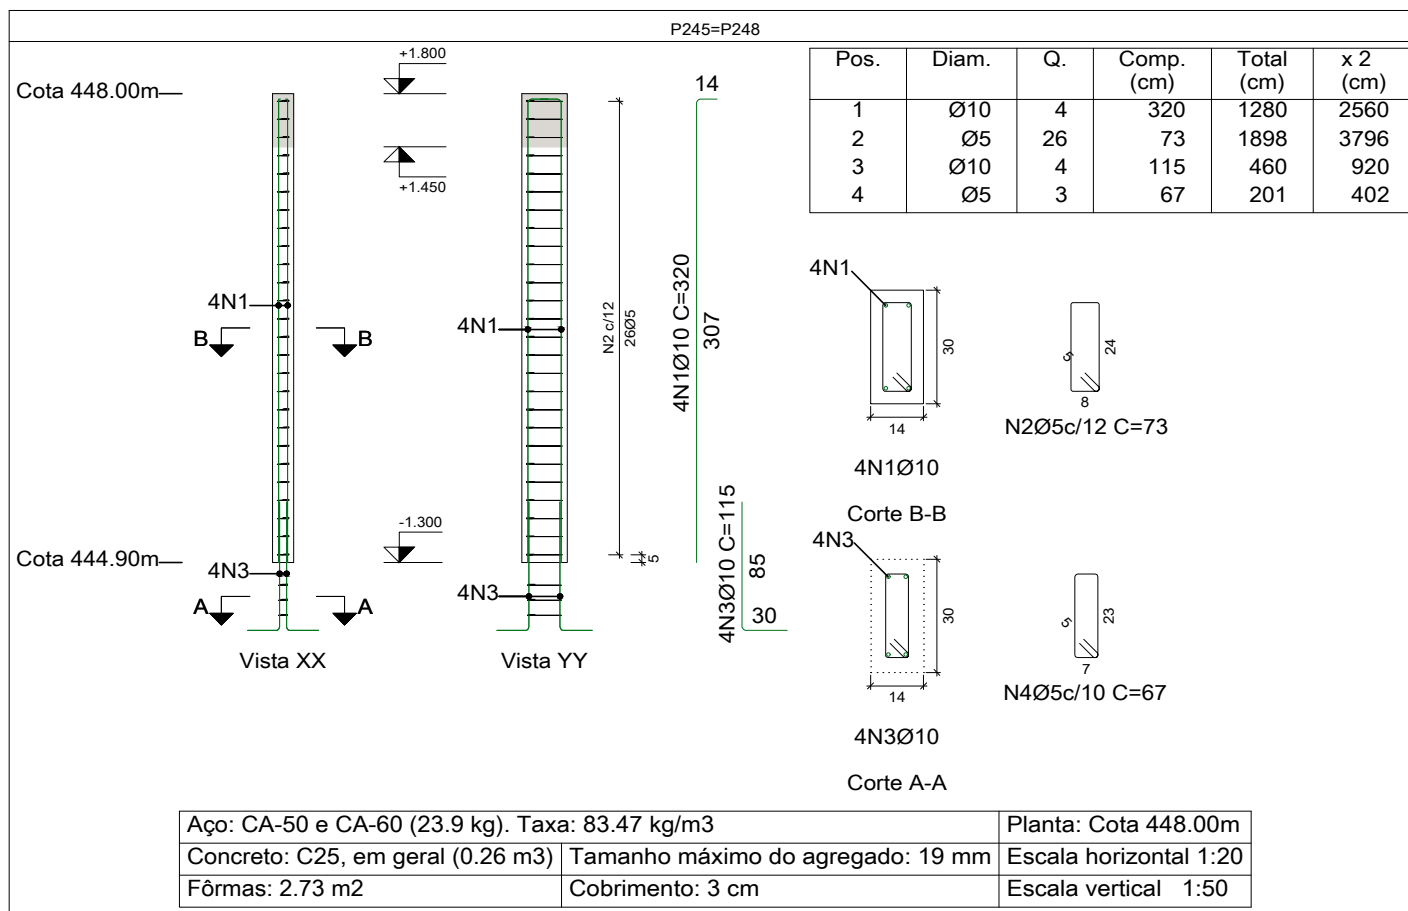 P245=P248
Cota 448.00m
+1.800
+1.450
14
Pos. Diam. Q. Comp. (cm) Total (cm) x 2 (cm)
1 Ø10 4 320 1280 2560
2 Ø5 26 73 1898 3796
3 Ø10 4 115 460 920
4 Ø5 3 67 201 402
4N1
B B
4N1
N2 c/12
26Ø5
4N1Ø10 C=320
307
4N1
30
14
4N1Ø10
Corte B-B
5
24
8
N2Ø5c/12 C=73
-1.300
Cota 444.90m
4N3
A A
Vista XX
4N3
5
Vista YY
4N3Ø10 C=115
85
30
4N3
30
14
4N3Ø10
Corte A-A
5
23
7
N4Ø5c/10 C=67
Aço: CA-50 e CA-60 (23.9 kg). Taxa: 83.47 kg/m3 Planta: Cota 448.00m
Concreto: C25, em geral (0.26 m3) Tamanho máximo do agregado: 19 mm Escala horizontal 1:20
Fôrmas: 2.73 m2 Cobrimento: 3 cm Escala vertical 1:50